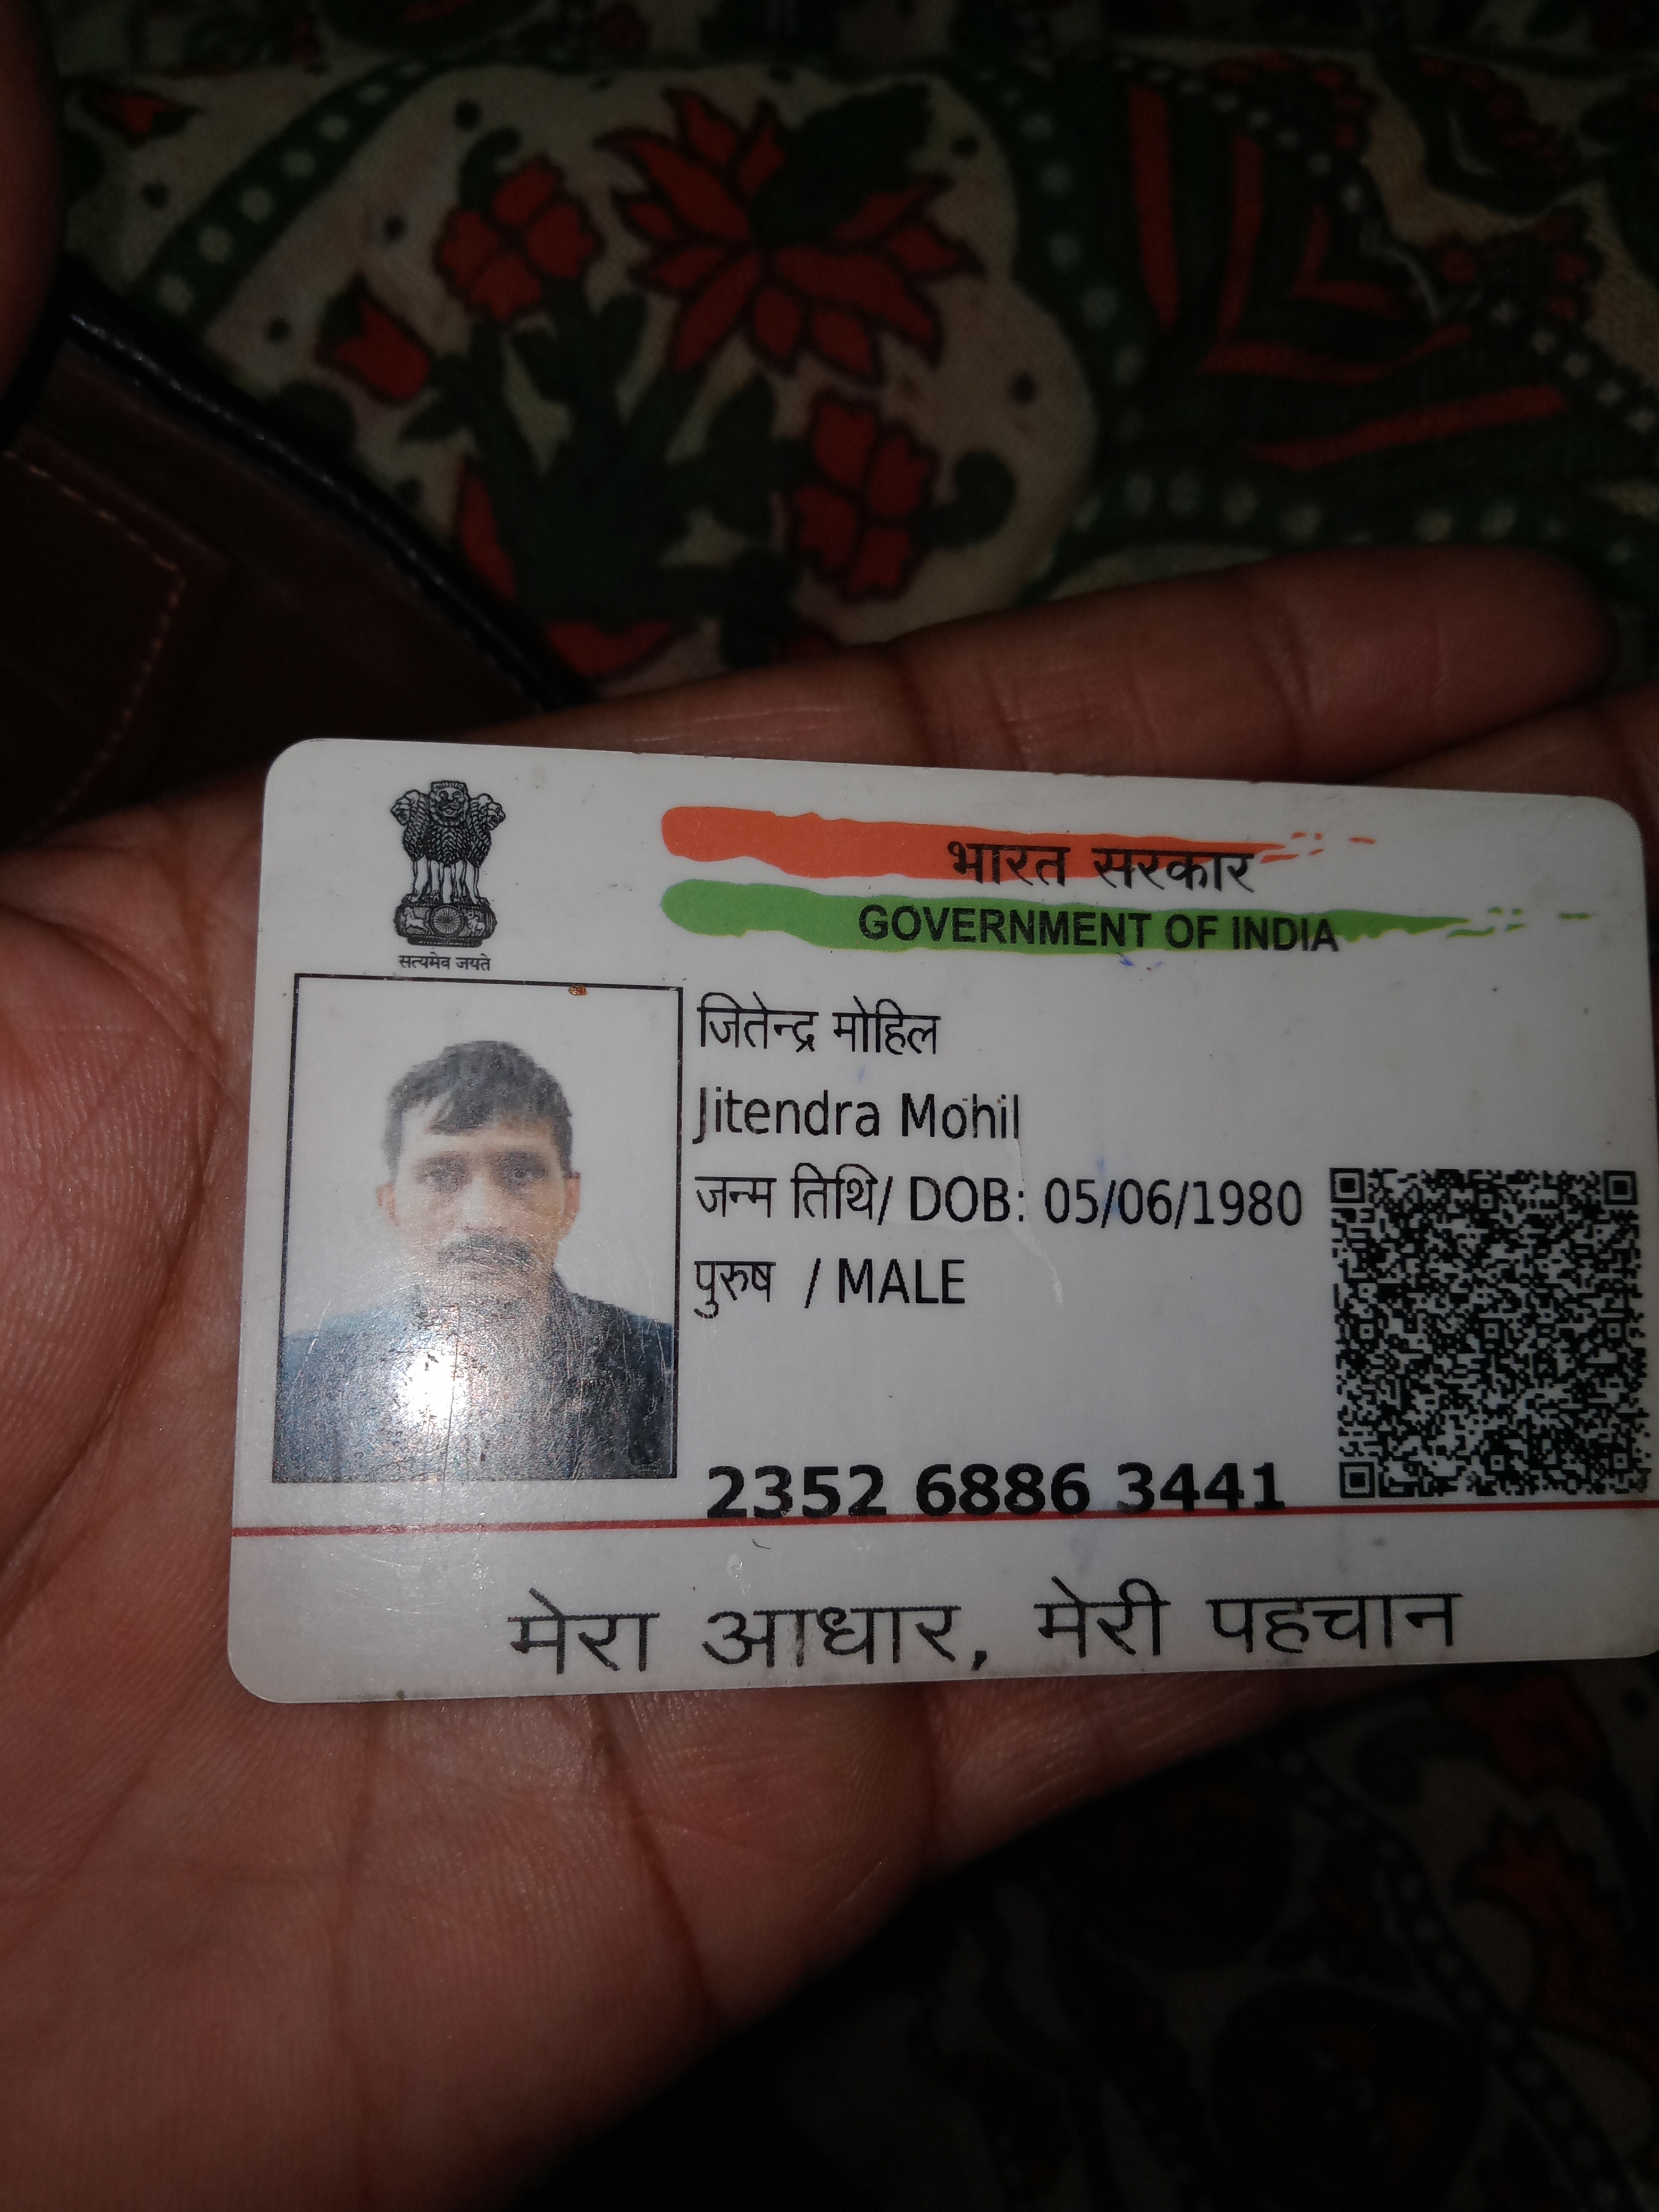 सत्यमेव जयते
भारत सरकार
GOVERNMENT OF INDIA
जितेन्द्र मोहिल
Jitendra Mohil
जन्म तिथि/ DOB: 05/06/1980
पुरुष / MALE
2352 6886 3441
मेरा आधार, मेरी पहचान